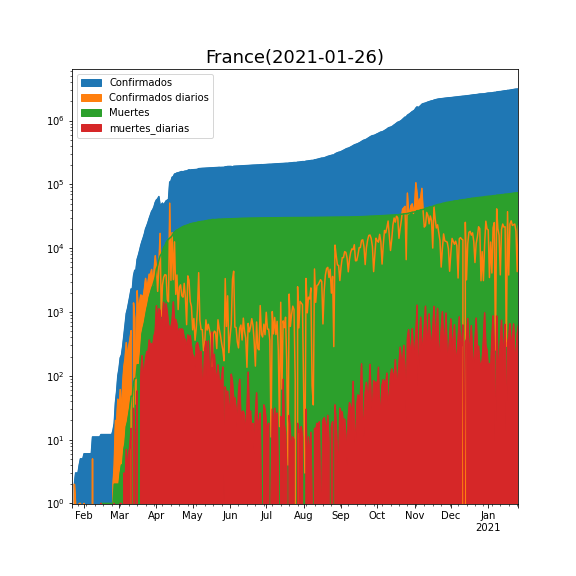 France(2021-01-26)
Confirmados
Confirmados diarios
Muertes
muertes_diarias
10^6
10^5
10^4
10^3
10^2
10^1
10^0
Feb Mar Apr May Jun Jul Aug Sep Oct Nov Dec Jan
2021